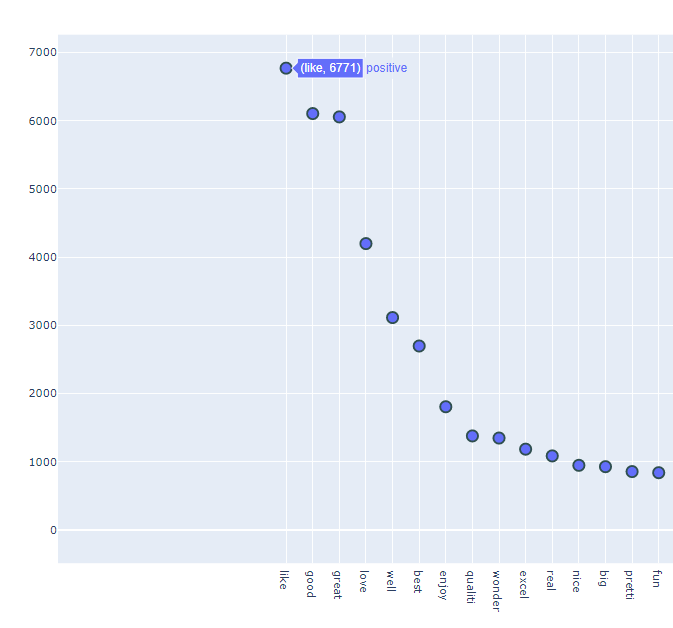 7000
(like, 6771) positive
6000
5000
4000
3000
2000
1000
0
like
good
great
love
well
best
enjoy
qualiti
wonder
excel
real
nice
big
pretti
fun